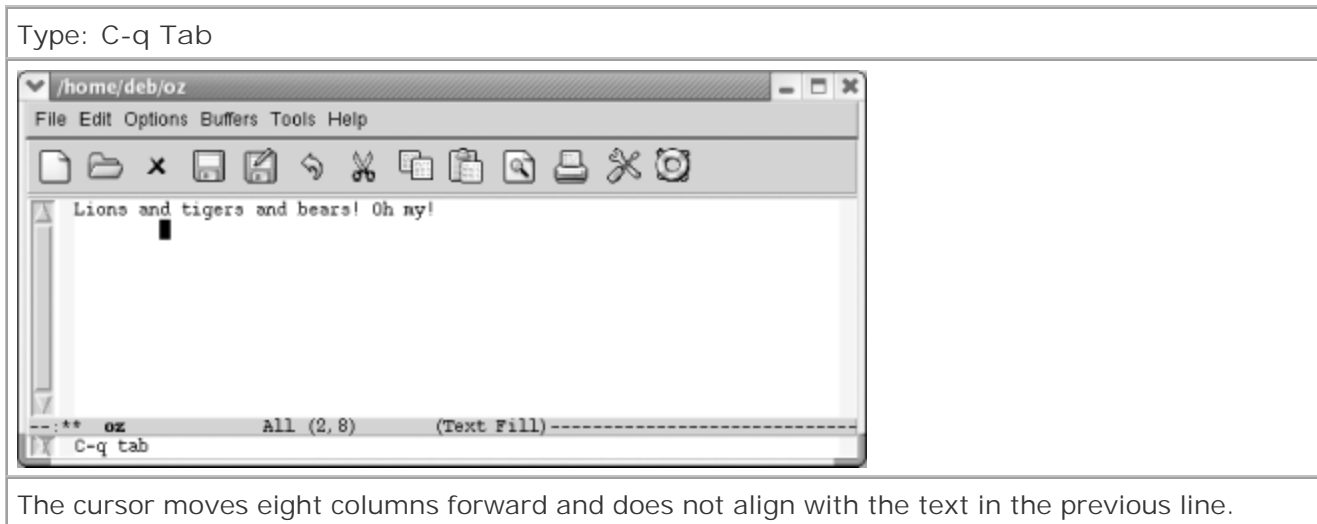 Type: C-q Tab
/home/deb/oz
File Edit Options Buffers Tools Help
Lions and tigers and bears! Oh my!
--:** oz All (2,8) (Text Fill)-----------------------------
C-q tab
The cursor moves eight columns forward and does not align with the text in the previous line.